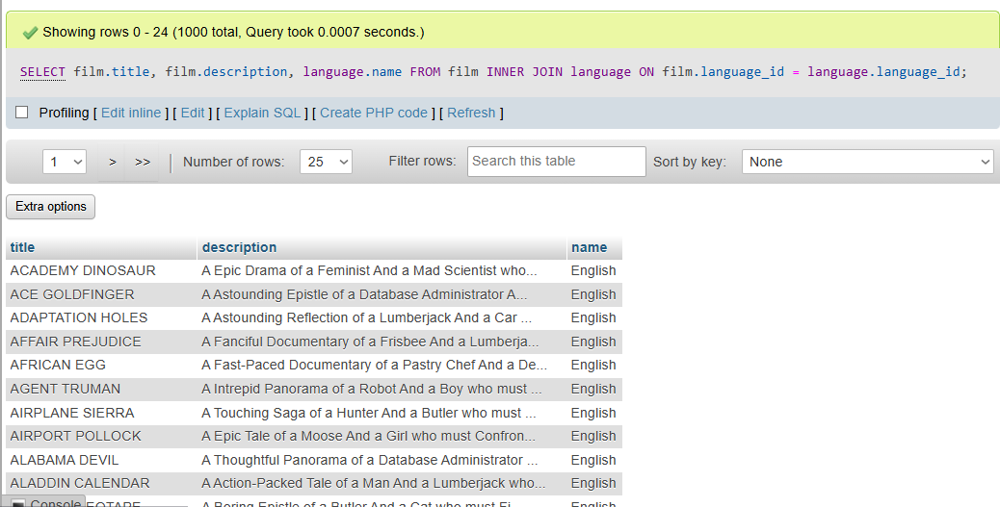 Showing rows 0 - 24 (1000 total, Query took 0.0007 seconds.)
SELECT film.title, film.description, language.name FROM film INNER JOIN language ON film.language_id = language.language_id;
Profiling [ Edit inline ] [ Edit ] [ Explain SQL ] [ Create PHP code ] [ Refresh ]
1 > >> Number of rows: 25 Filter rows: Search this table Sort by key: None
Extra options
title description name
ACADEMY DINOSAUR A Epic Drama of a Feminist And a Mad Scientist who... English
ACE GOLDFINGER A Astounding Epistle of a Database Administrator A... English
ADAPTATION HOLES A Astounding Reflection of a Lumberjack And a Car ... English
AFFAIR PREJUDICE A Fanciful Documentary of a Frisbee And a Lumberja... English
AFRICAN EGG A Fast-Paced Documentary of a Pastry Chef And a De... English
AGENT TRUMAN A Intrepid Panorama of a Robot And a Boy who must ... English
AIRPLANE SIERRA A Touching Saga of a Hunter And a Butler who must ... English
AIRPORT POLLOCK A Epic Tale of a Moose And a Girl who must Confron... English
ALABAMA DEVIL A Thoughtful Panorama of a Database Administrator ... English
ALADDIN CALENDAR A Action-Packed Tale of a Man And a Lumberjack who... English
Console A Boring Epistle of a Butler And a Cat who must Fi... English